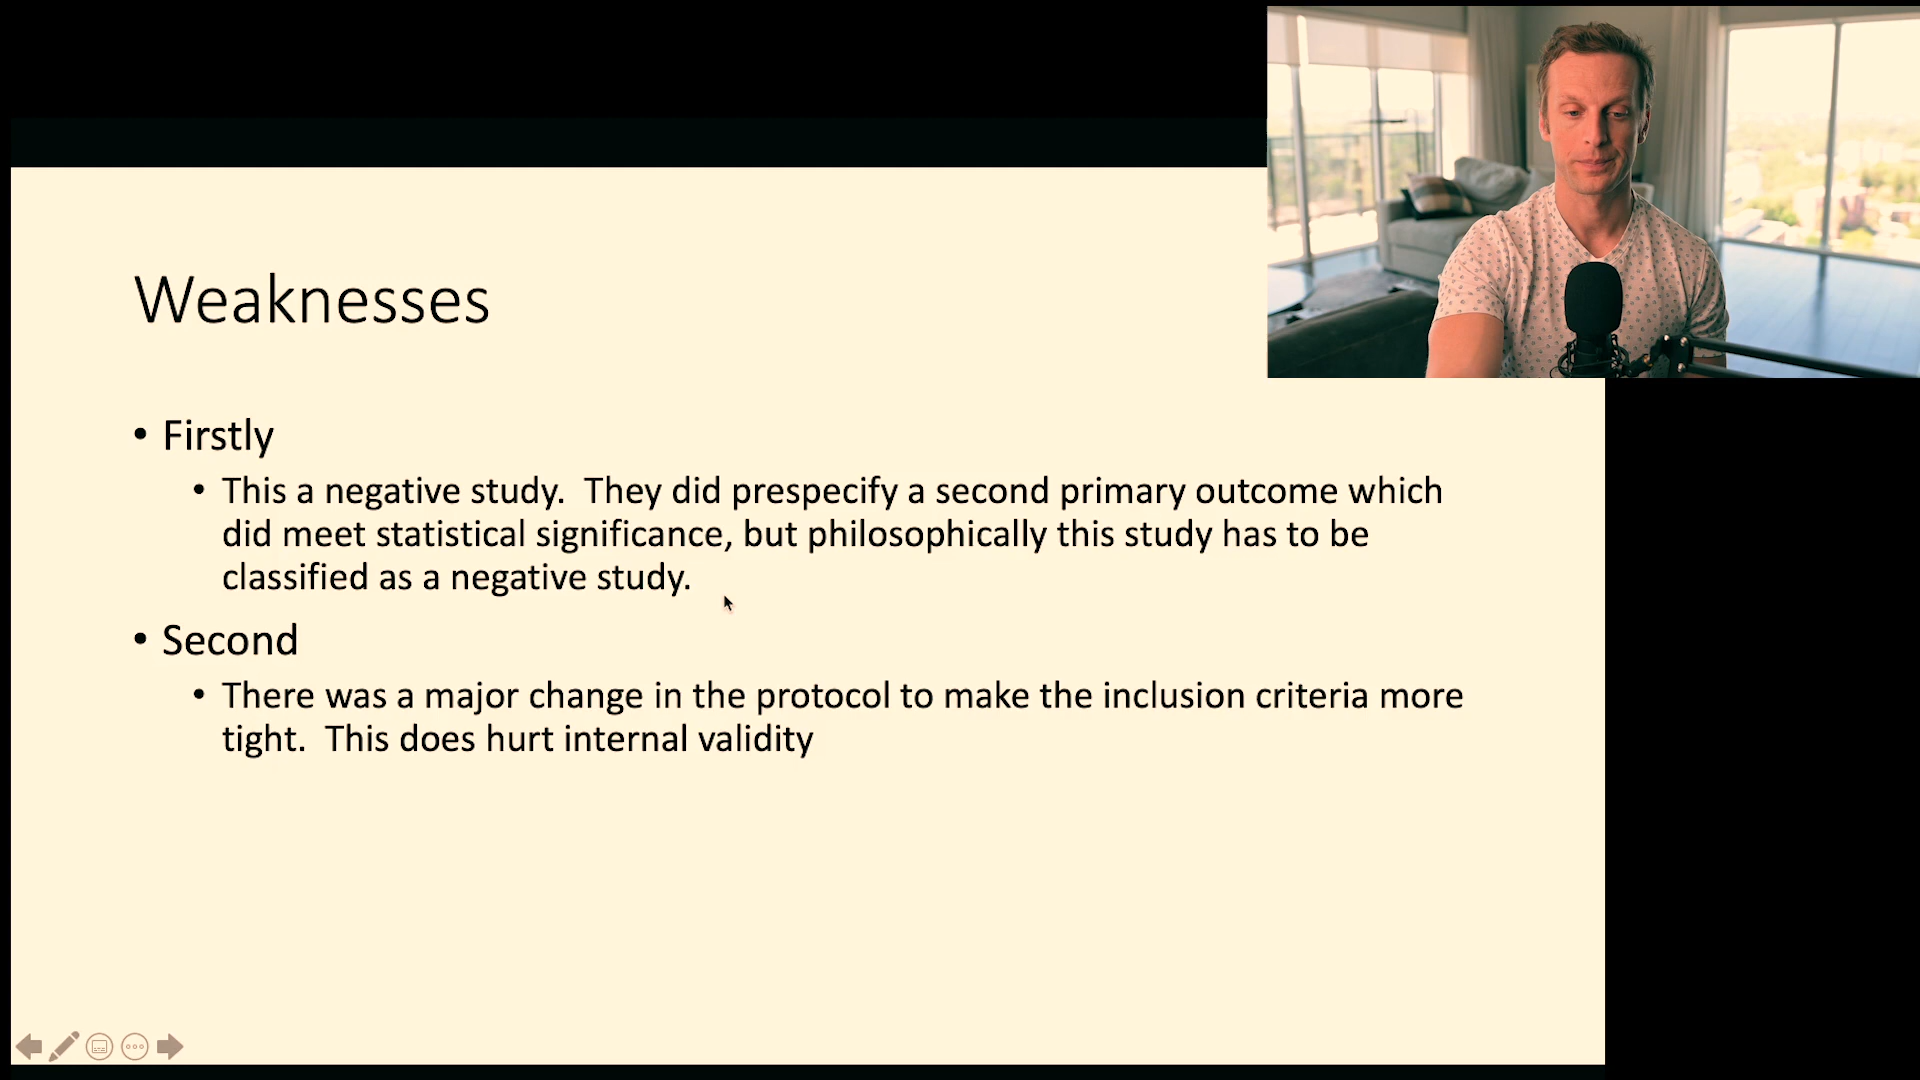 Weaknesses
• Firstly
• This a negative study.  They did prespecify a second primary outcome which
did meet statistical significance, but philosophically this study has to be
classified as a negative study.
• Second
• There was a major change in the protocol to make the inclusion criteria more
tight.  This does hurt internal validity